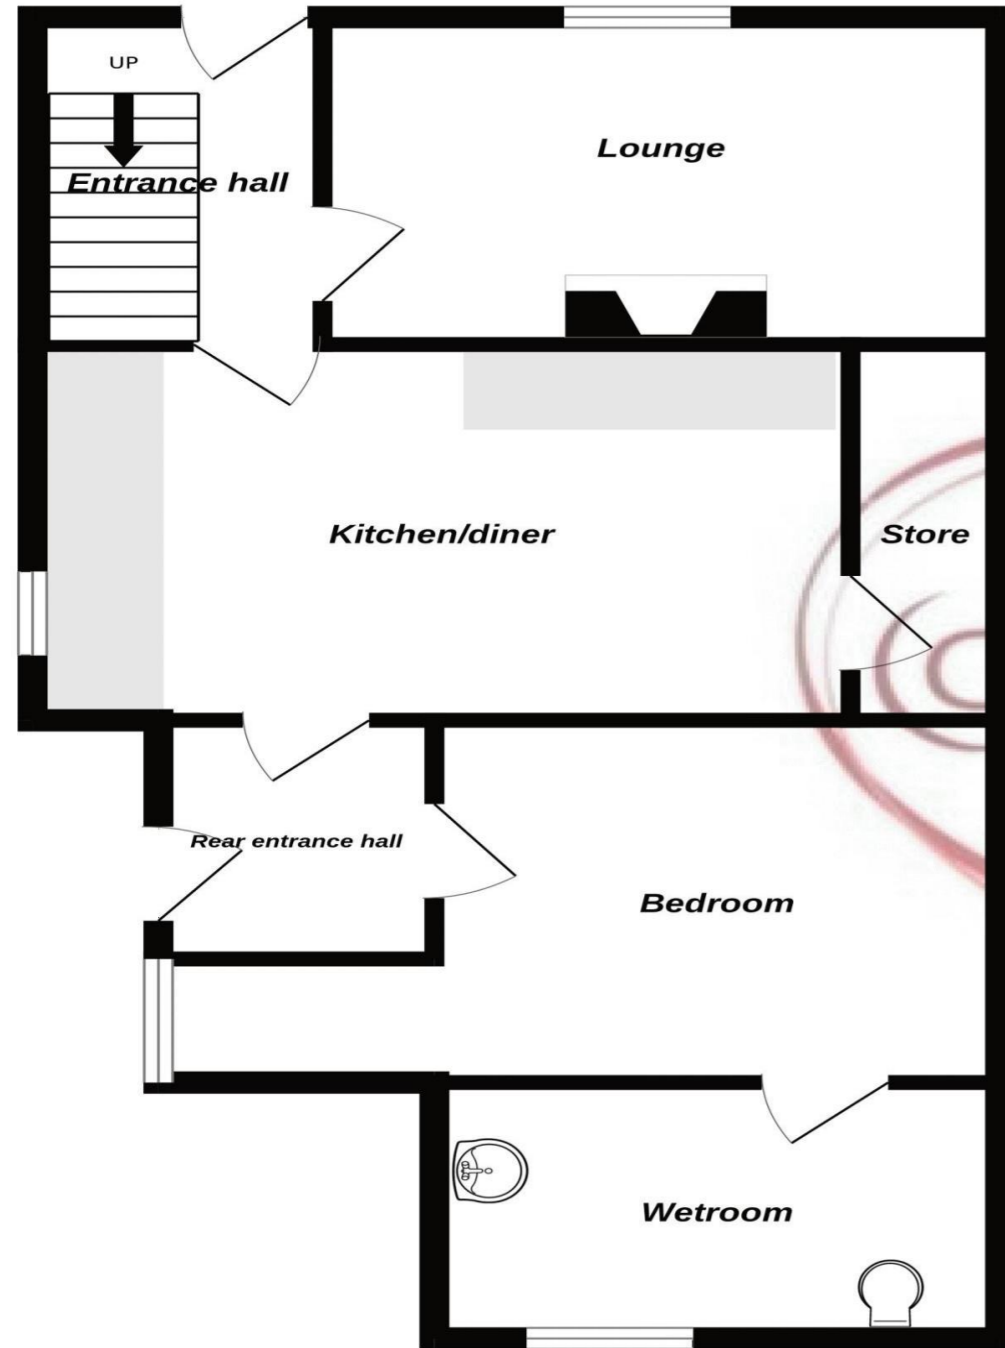 UP
Lounge
Entrance hall
Kitchen/diner
Store
Rear entrance hall
Bedroom
Wetroom